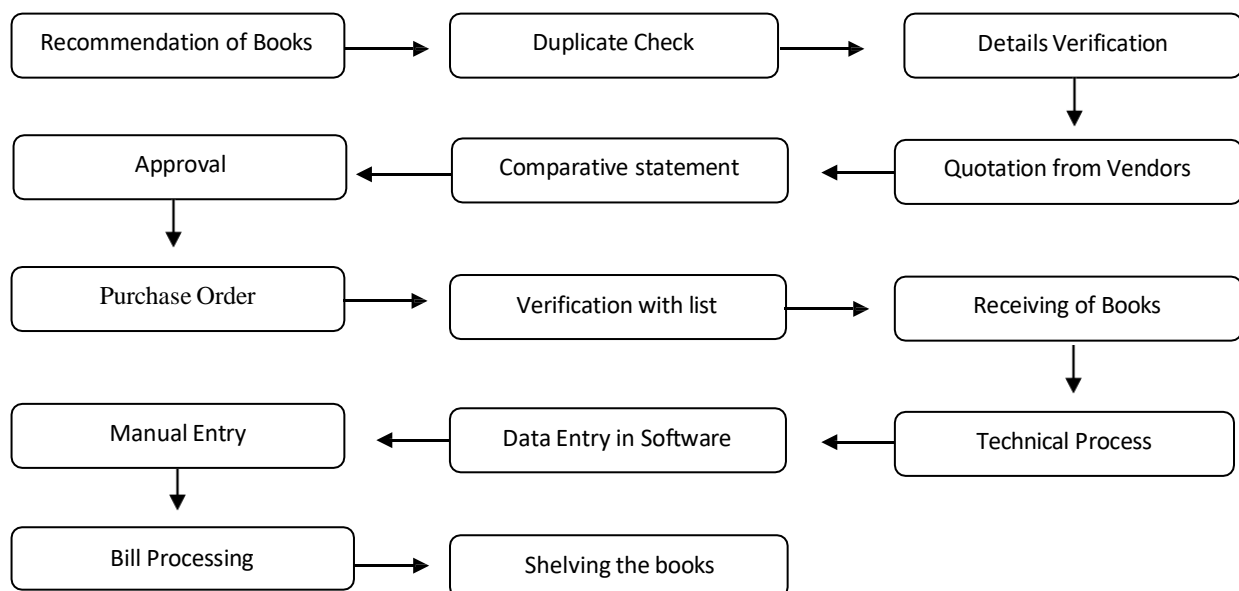 Recommendation of Books
Duplicate Check
Details Verification
Quotation from Vendors
Comparative statement
Approval
Purchase Order
Verification with list
Receiving of Books
Technical Process
Data Entry in Software
Manual Entry
Bill Processing
Shelving the books